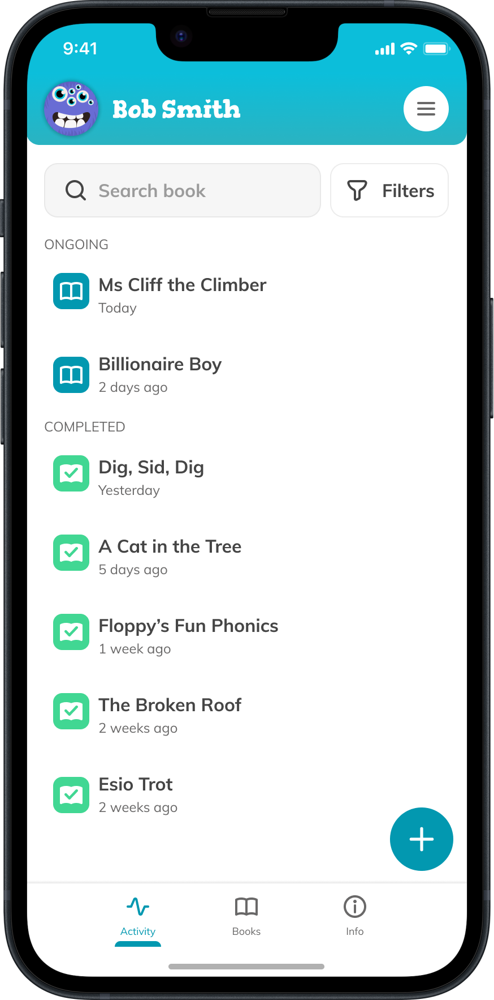 9:41
Bob Smith
Search book
Filters
ONGOING
Ms Cliff the Climber
Today
Billionaire Boy
2 days ago
COMPLETED
Dig, Sid, Dig
Yesterday
A Cat in the Tree
5 days ago
Floppy’s Fun Phonics
1 week ago
The Broken Roof
2 weeks ago
Esio Trot
2 weeks ago
Activity
Books
Info